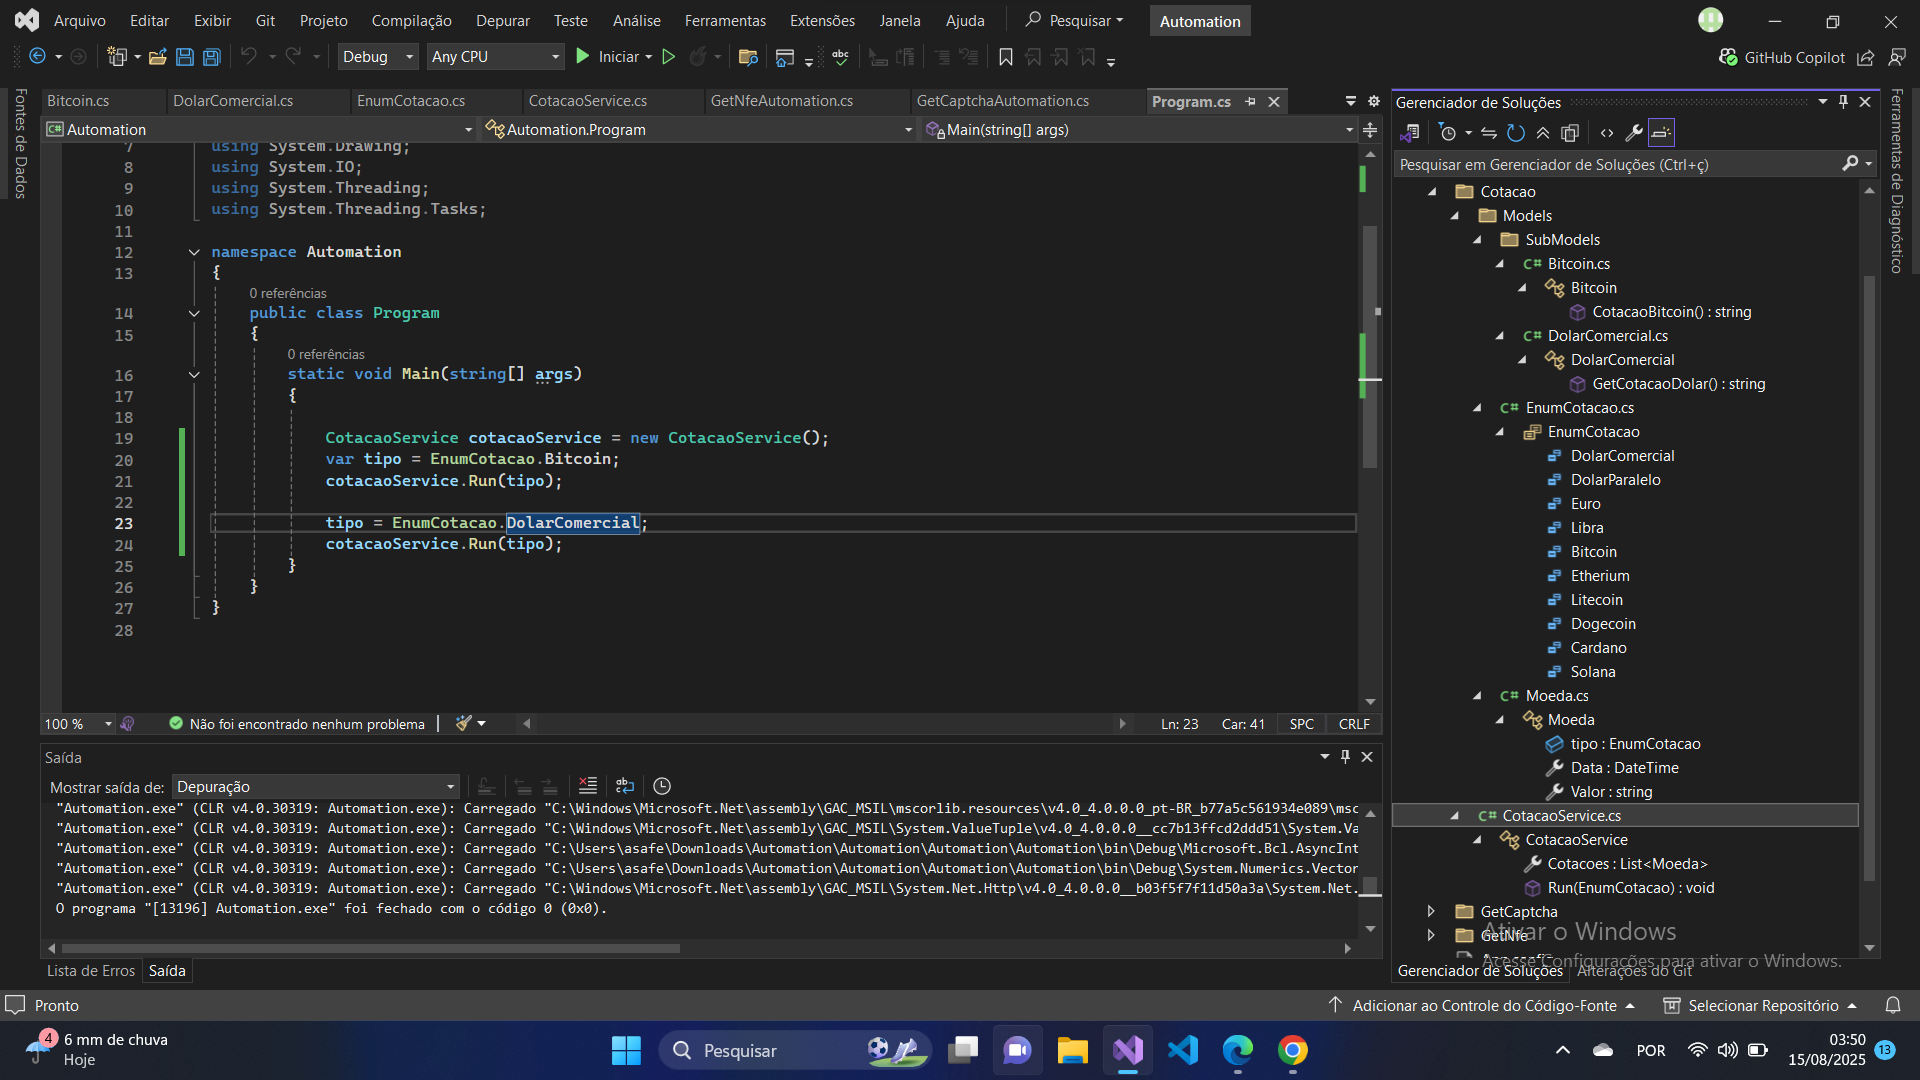 Arquivo Editar Exibir Git Projeto Compilação Depurar Teste Análise Ferramentas Extensões Janela Ajuda Pesquisar Automation
Debug Any CPU Iniciar GitHub Copilot
Fontes de Dados
Bitcoin.cs DolarComercial.cs EnumCotacao.cs CotacaoService.cs GetNfeAutomation.cs GetCaptchaAutomation.cs Program.cs
Automation Automation.Program Main(string[] args)
7 using System.Drawing;
8 using System.IO;
9 using System.Threading;
10 using System.Threading.Tasks;
11
12 namespace Automation
13 {
0 referências
14 public class Program
15 {
0 referências
16 static void Main(string[] args)
17 {
18
19 CotacaoService cotacaoService = new CotacaoService();
20 var tipo = EnumCotacao.Bitcoin;
21 cotacaoService.Run(tipo);
22
23 tipo = EnumCotacao.DolarComercial;
24 cotacaoService.Run(tipo);
25 }
26 }
27 }
28
100 % Não foi encontrado nenhum problema Ln: 23 Car: 41 SPC CRLF
Saída
Mostrar saída de: Depuração
"Automation.exe" (CLR v4.0.30319: Automation.exe): Carregado "C:\Windows\Microsoft.Net\assembly\GAC_MSIL\mscorlib.resources\v4.0_4.0.0.0_pt-BR_b77a5c561934e089\msc
"Automation.exe" (CLR v4.0.30319: Automation.exe): Carregado "C:\Windows\Microsoft.Net\assembly\GAC_MSIL\System.ValueTuple\v4.0_4.0.0.0__cc7b13ffcd2ddd51\System.Va
"Automation.exe" (CLR v4.0.30319: Automation.exe): Carregado "C:\Users\asafe\Downloads\Automation\Automation\Automation\Automation\bin\Debug\Microsoft.Bcl.AsyncInt
"Automation.exe" (CLR v4.0.30319: Automation.exe): Carregado "C:\Users\asafe\Downloads\Automation\Automation\Automation\Automation\bin\Debug\System.Numerics.Vector
"Automation.exe" (CLR v4.0.30319: Automation.exe): Carregado "C:\Windows\Microsoft.Net\assembly\GAC_MSIL\System.Net.Http\v4.0_4.0.0.0__b03f5f7f11d50a3a\System.Net.
O programa "[13196] Automation.exe" foi fechado com o código 0 (0x0).
Lista de Erros Saída
Gerenciador de Soluções
Pesquisar em Gerenciador de Soluções (Ctrl+ç)
Cotacao
Models
SubModels
C# Bitcoin.cs
Bitcoin
CotacaoBitcoin() : string
C# DolarComercial.cs
DolarComercial
GetCotacaoDolar() : string
C# EnumCotacao.cs
EnumCotacao
DolarComercial
DolarParalelo
Euro
Libra
Bitcoin
Etherium
Litecoin
Dogecoin
Cardano
Solana
C# Moeda.cs
Moeda
tipo : EnumCotacao
Data : DateTime
Valor : string
C# CotacaoService.cs
CotacaoService
Cotacoes : List<Moeda>
Run(EnumCotacao) : void
GetCaptcha
GetNfe
Gerenciador de Soluções Alterações do Git
Ativar o Windows
Acesse Configurações para ativar o Windows.
Ferramentas de Diagnóstico
Pronto Adicionar ao Controle do Código-Fonte Selecionar Repositório
4 6 mm de chuva
Hoje
Pesquisar
POR
03:50
15/08/2025
13